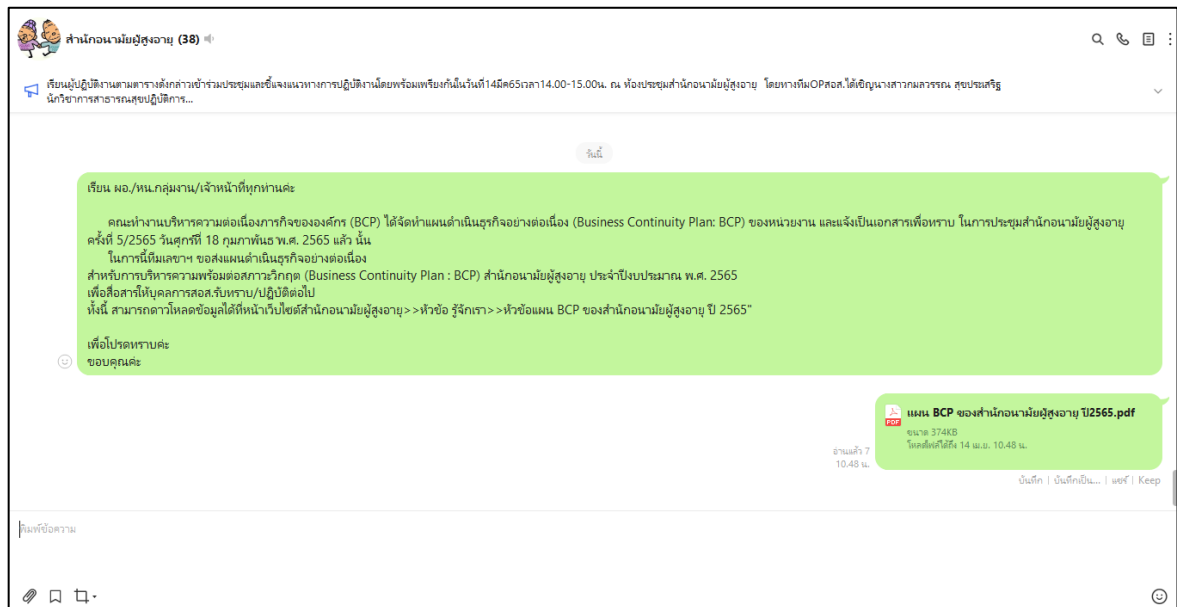 สำนักอนามัยผู้สูงอายุ (38)
เรียนผู้ปฏิบัติงานตามตารางดังกล่าวเข้าร่วมประชุมและชี้แจงแนวทางการปฏิบัติงานโดยพร้อมเพรียงกันในวันที่14มีค65เวลา14.00-15.00น. ณ ห้องประชุมสำนักอนามัยผู้สูงอายุ โดยทางทีมOPสอส.ได้เชิญนางสาวกมลวรรณ สุขประเสริฐ
นักวิชาการสาธารณสุขปฏิบัติการ...
วันนี้
เรียน ผอ./หน.กลุ่มงาน/เจ้าหน้าที่ทุกท่านค่ะ
คณะทำงานบริหารความต่อเนื่องภารกิจขององค์กร (BCP) ได้จัดทำแผนดำเนินธุรกิจอย่างต่อเนื่อง (Business Continuity Plan: BCP) ของหน่วยงาน และแจ้งเป็นเอกสารเพื่อทราบ ในการประชุมสำนักอนามัยผู้สูงอายุ
ครั้งที่ 5/2565 วันศุกร์ที่ 18 กุมภาพันธ์ พ.ศ. 2565 แล้ว นั้น
ในการนี้ทีมเลขาฯ ขอส่งแผนดำเนินธุรกิจอย่างต่อเนื่อง
สำหรับการบริหารความพร้อมต่อสภาวะวิกฤต (Business Continuity Plan : BCP) สำนักอนามัยผู้สูงอายุ ประจำปีงบประมาณ พ.ศ. 2565
เพื่อสื่อสารให้บุคลการสอส.รับทราบ/ปฏิบัติต่อไป
ทั้งนี้ สามารถดาวโหลดข้อมูลได้ที่หน้าเว็บไซต์สำนักอนามัยผู้สูงอายุ>>หัวข้อ รู้จักเรา>>หัวข้อแผน BCP ของสำนักอนามัยผู้สูงอายุ ปี 2565"
เพื่อโปรดทราบค่ะ
ขอบคุณค่ะ
แผน BCP ของสำนักอนามัยผู้สูงอายุ ปี2565.pdf
PDF
ขนาด 374KB
โหลดไฟล์ได้ถึง 14 เม.ย. 10.48 น.
อ่านแล้ว 7
10.48 น.
บันทึก | บันทึกเป็น... | แชร์ | Keep
พิมพ์ข้อความ